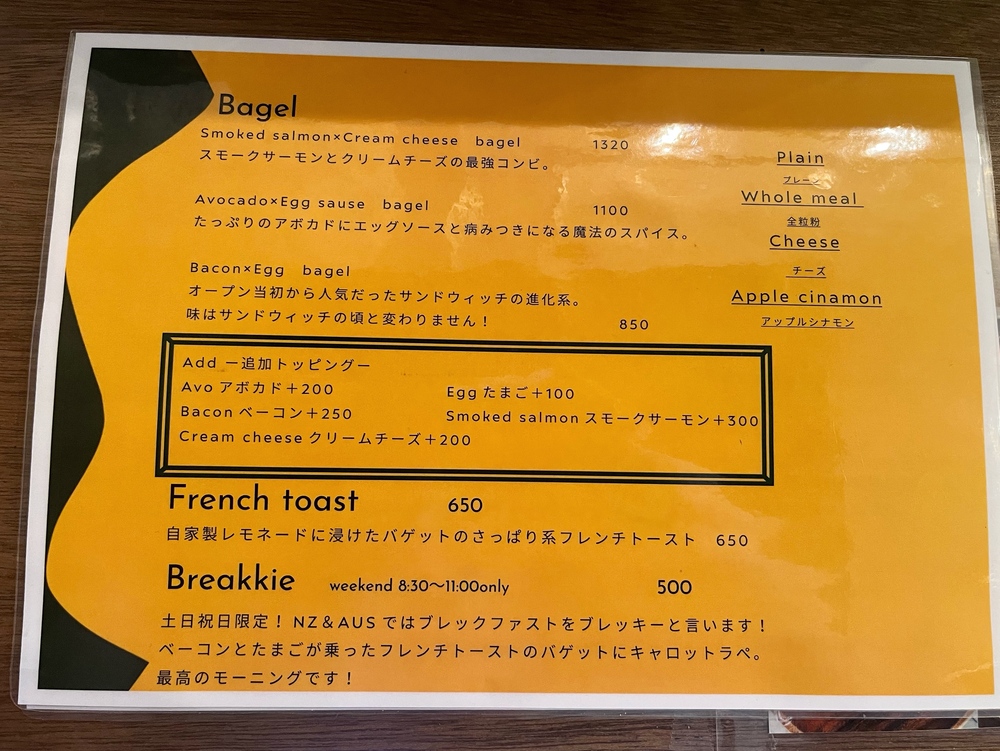 Bagel
Smoked salmon×Cream cheese bagel 1320
スモークサーモンとクリームチーズの最強コンビ。
Avocado×Egg sause bagel 1100
たっぷりのアボカドにエッグソースと病みつきになる魔法のスパイス。
Bacon×Egg bagel
オープン当初から人気だったサンドウィッチの進化系。
味はサンドウィッチの頃と変わりません！ 850
Plain
プレーン
Whole meal
全粒粉
Cheese
チーズ
Apple cinamon
アップルシナモン
Add ー追加トッピングー
Avo アボカド＋200
Egg たまご＋100
Bacon ベーコン＋250
Smoked salmon スモークサーモン＋300
Cream cheese クリームチーズ＋200
French toast 650
自家製レモネードに浸けたバゲットのさっぱり系フレンチトースト 650
Breakkie weekend 8:30〜11:00only 500
土日祝日限定！NZ＆AUSではブレックファストをブレッキーと言います！
ベーコンとたまごが乗ったフレンチトーストのバゲットにキャロットラペ。
最高のモーニングです！